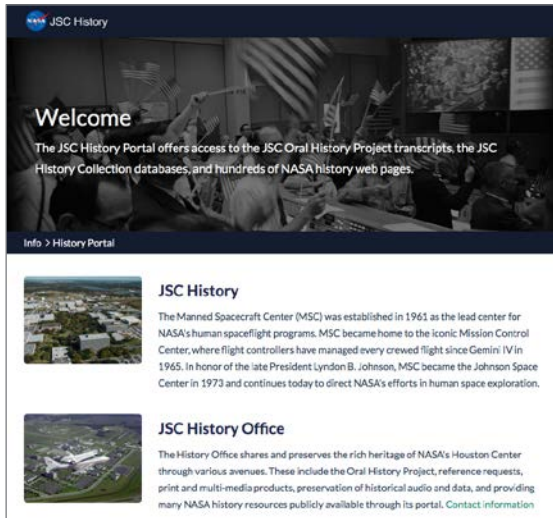 NASA JSC History
Welcome
The JSC History Portal offers access to the JSC Oral History Project transcripts, the JSC
History Collection databases, and hundreds of NASA history web pages.
Info > History Portal
JSC History
The Manned Spacecraft Center (MSC) was established in 1961 as the lead center for
NASA's human spaceflight programs. MSC became home to the iconic Mission Control
Center, where flight controllers have managed every crewed flight since Gemini IV in
1965. In honor of the late President Lyndon B. Johnson, MSC became the Johnson Space
Center in 1973 and continues today to direct NASA's efforts in human space exploration.
JSC History Office
The History Office shares and preserves the rich heritage of NASA's Houston Center
through various avenues. These include the Oral History Project, reference requests,
print and multi-media products, preservation of historical audio and data, and providing
many NASA history resources publicly available through its portal. Contact information